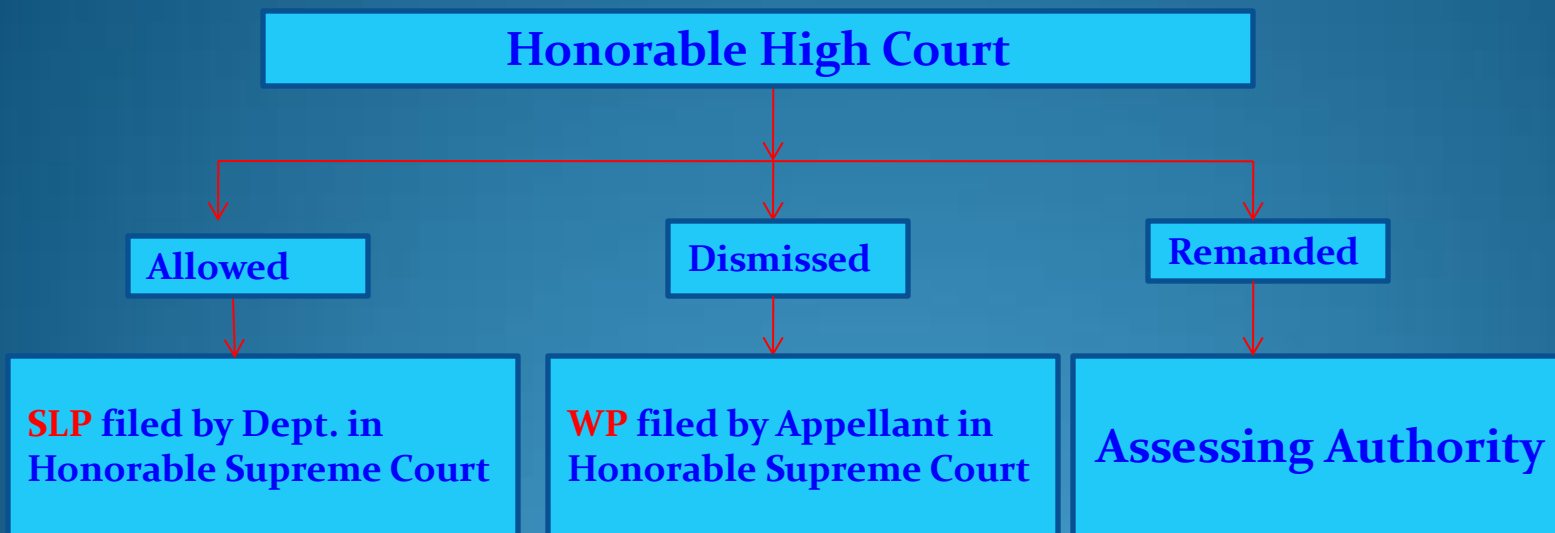 Honorable High Court
Allowed
Dismissed
Remanded
SLP filed by Dept. in
Honorable Supreme Court
WP filed by Appellant in
Honorable Supreme Court
Assessing Authority